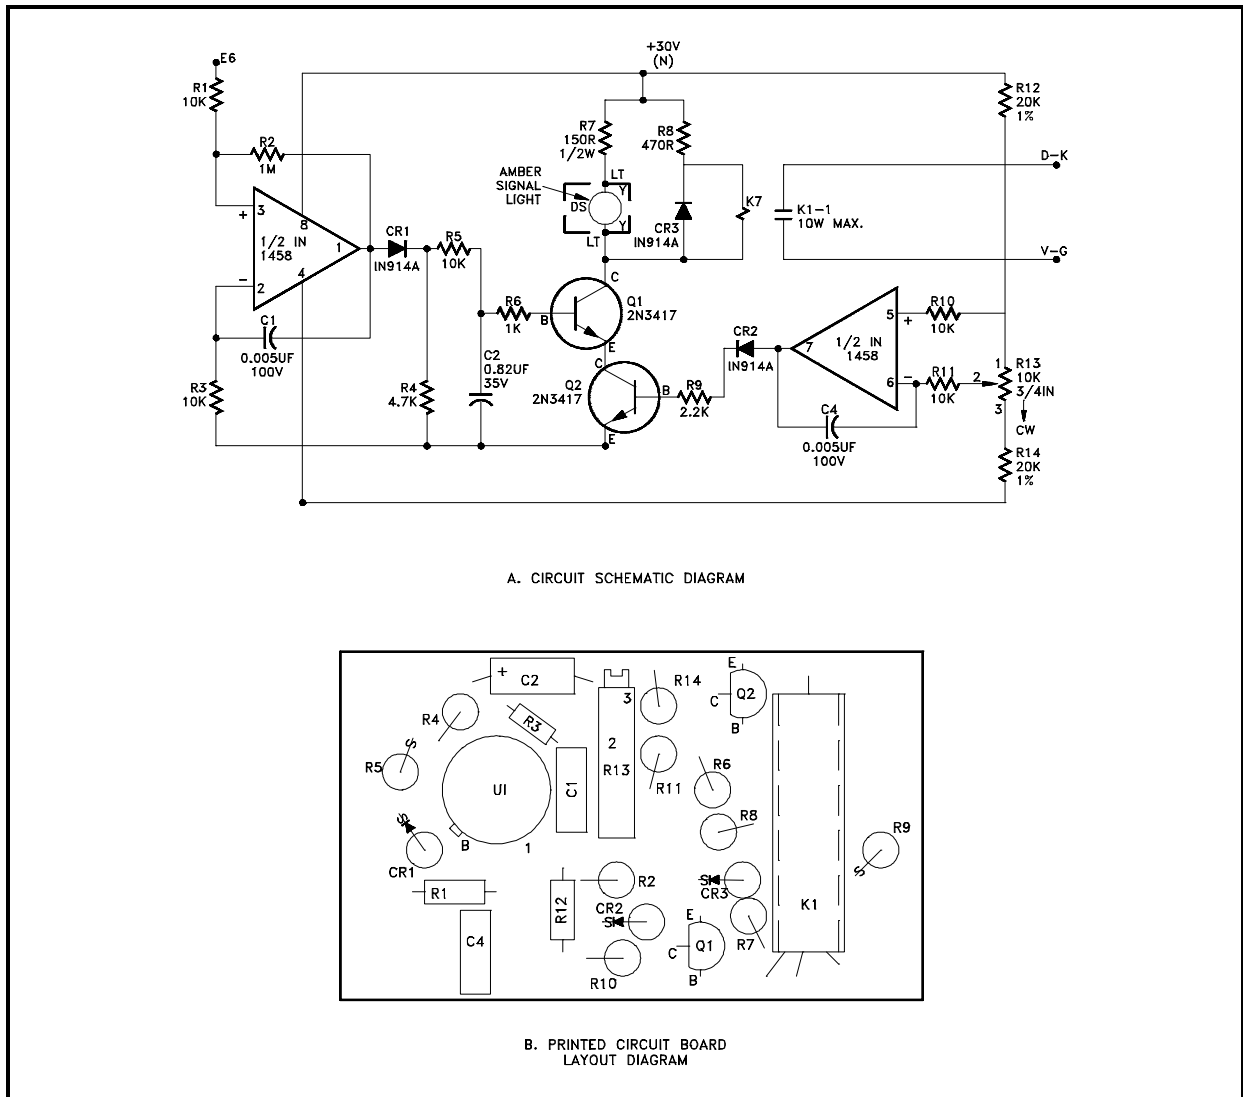 E6
R1
10K
R2
1M
+
3
8
1/2 IN
1458
1
4
−
2
C1
0.005UF
100V
R3
10K
CR1
IN914A
R5
10K
R4
4.7K
C2
0.82UF
35V
R6
1K
+30V
(N)
R7
150R
1/2W
R8
470R
AMBER
SIGNAL
LIGHT
LT
Y
DS
Y
LT
CR3
IN914A
K7
C
B
Q1
2N3417
E
C
Q2
2N3417
B
E
R9
2.2K
CR2
IN914A
7
1/2 IN
1458
5
+
6
−
C4
0.005UF
100V
R10
10K
R11
10K
K1-1
10W MAX.
D-K
V-G
R12
20K
1%
1
2
3
R13
10K
3/4IN
CW
R14
20K
1%
A. CIRCUIT SCHEMATIC DIAGRAM
+
C2
3
R14
E
C
Q2
B
R4
R3
R5
S
U1
C1
2
R13
R11
R6
R8
S
CR1
B
1
R9
S
R1
R12
R2
S
CR3
CR2
S
K1
C4
E
C
Q1
B
R7
R10
B. PRINTED CIRCUIT BOARD
LAYOUT DIAGRAM